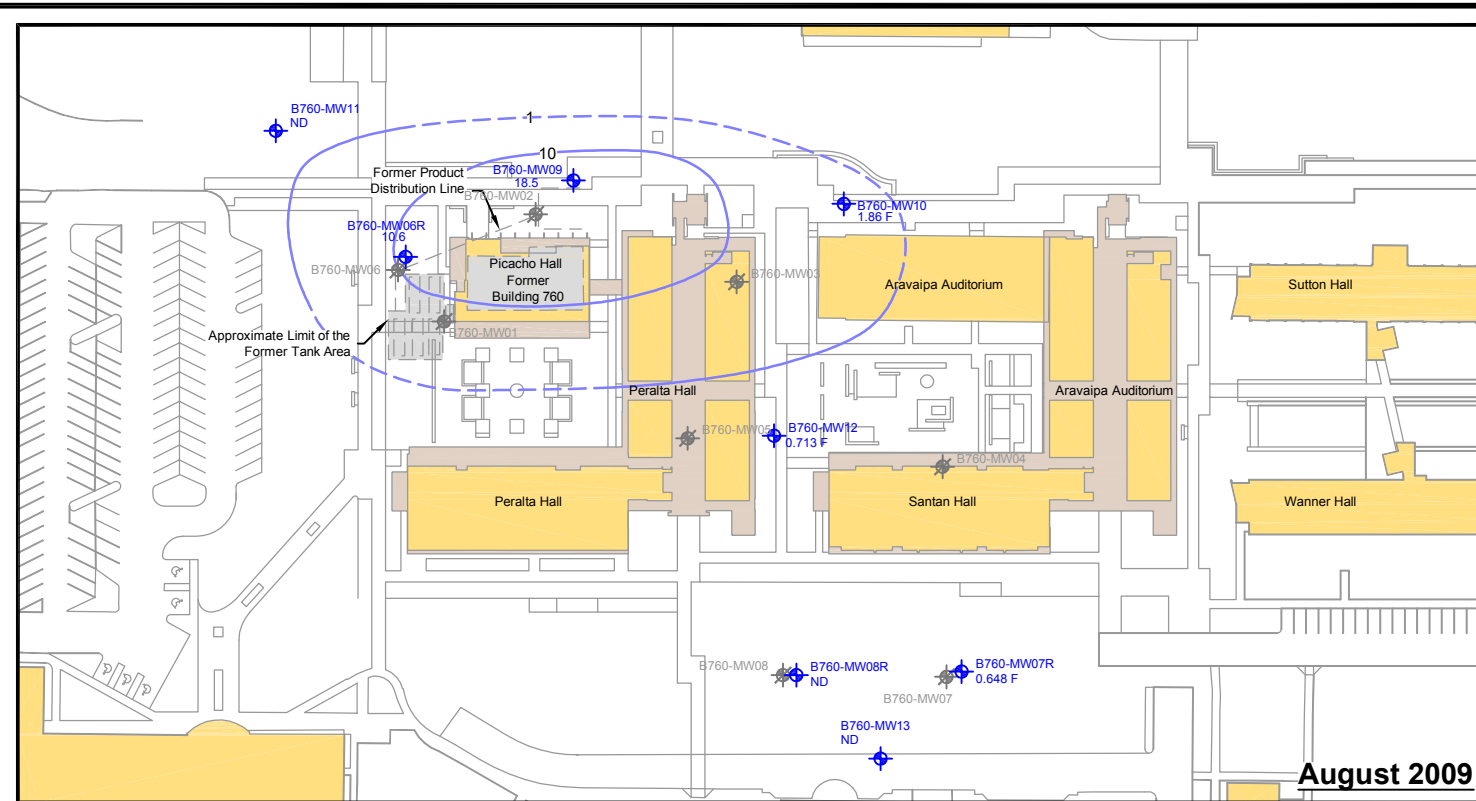 B760-MW11
ND
1
10
Former Product
Distribution Line
B760-MW09
18.5
B760-MW02
B760-MW10
1.86 F
B760-MW06R
10.6
B760-MW06
Picacho Hall
Former
Building 760
B760-MW03
Aravaipa Auditorium
Sutton Hall
Approximate Limit of the
Former Tank Area
B760-MW01
Peralta Hall
Aravaipa Auditorium
B760-MW05
B760-MW12
0.713 F
B760-MW04
Peralta Hall
Santan Hall
Wanner Hall
B760-MW08
B760-MW08R
ND
B760-MW07R
0.648 F
B760-MW07
B760-MW13
ND
August 2009